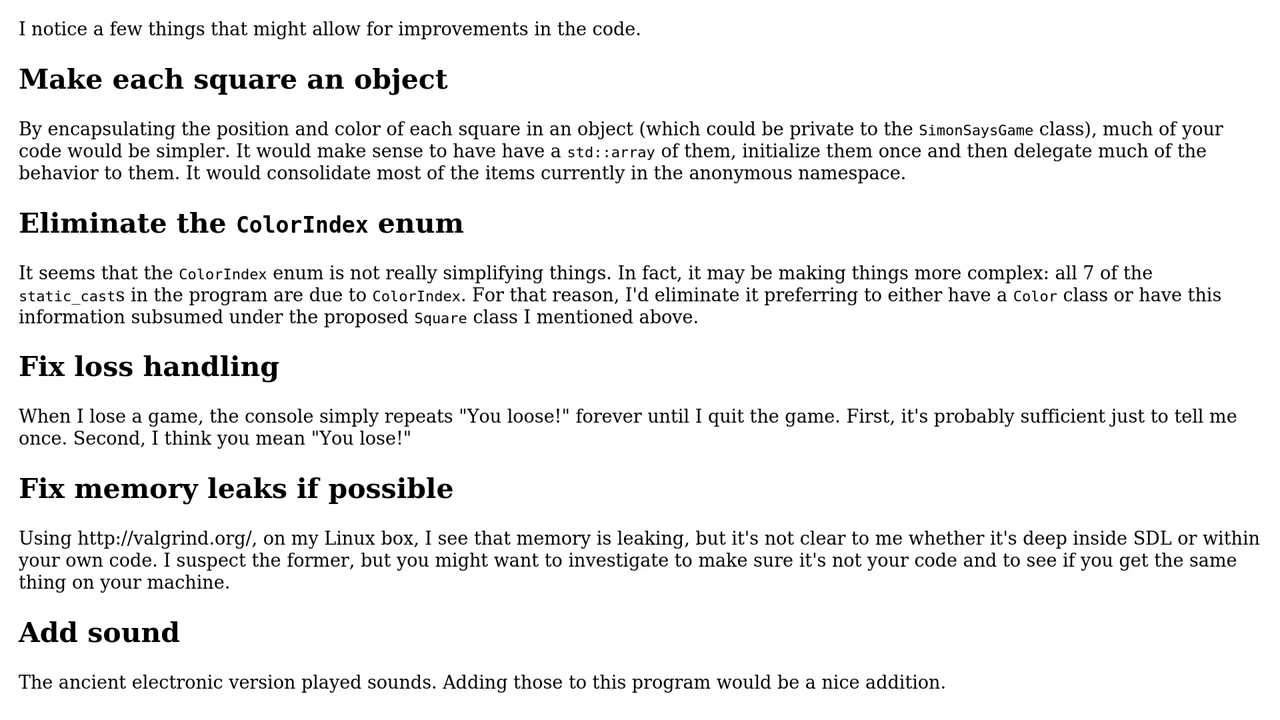 I notice a few things that might allow for improvements in the code.
Make each square an object
By encapsulating the position and color of each square in an object (which could be private to the SimonSaysGame class), much of your
code would be simpler. It would make sense to have have a std::array of them, initialize them once and then delegate much of the
behavior to them. It would consolidate most of the items currently in the anonymous namespace.
Eliminate the ColorIndex enum
It seems that the ColorIndex enum is not really simplifying things. In fact, it may be making things more complex: all 7 of the
static_casts in the program are due to ColorIndex. For that reason, I'd eliminate it preferring to either have a Color class or have this
information subsumed under the proposed Square class I mentioned above.
Fix loss handling
When I lose a game, the console simply repeats "You loose!" forever until I quit the game. First, it's probably sufficient just to tell me
once. Second, I think you mean "You lose!"
Fix memory leaks if possible
Using http://valgrind.org/, on my Linux box, I see that memory is leaking, but it's not clear to me whether it's deep inside SDL or within
your own code. I suspect the former, but you might want to investigate to make sure it's not your code and to see if you get the same
thing on your machine.
Add sound
The ancient electronic version played sounds. Adding those to this program would be a nice addition.